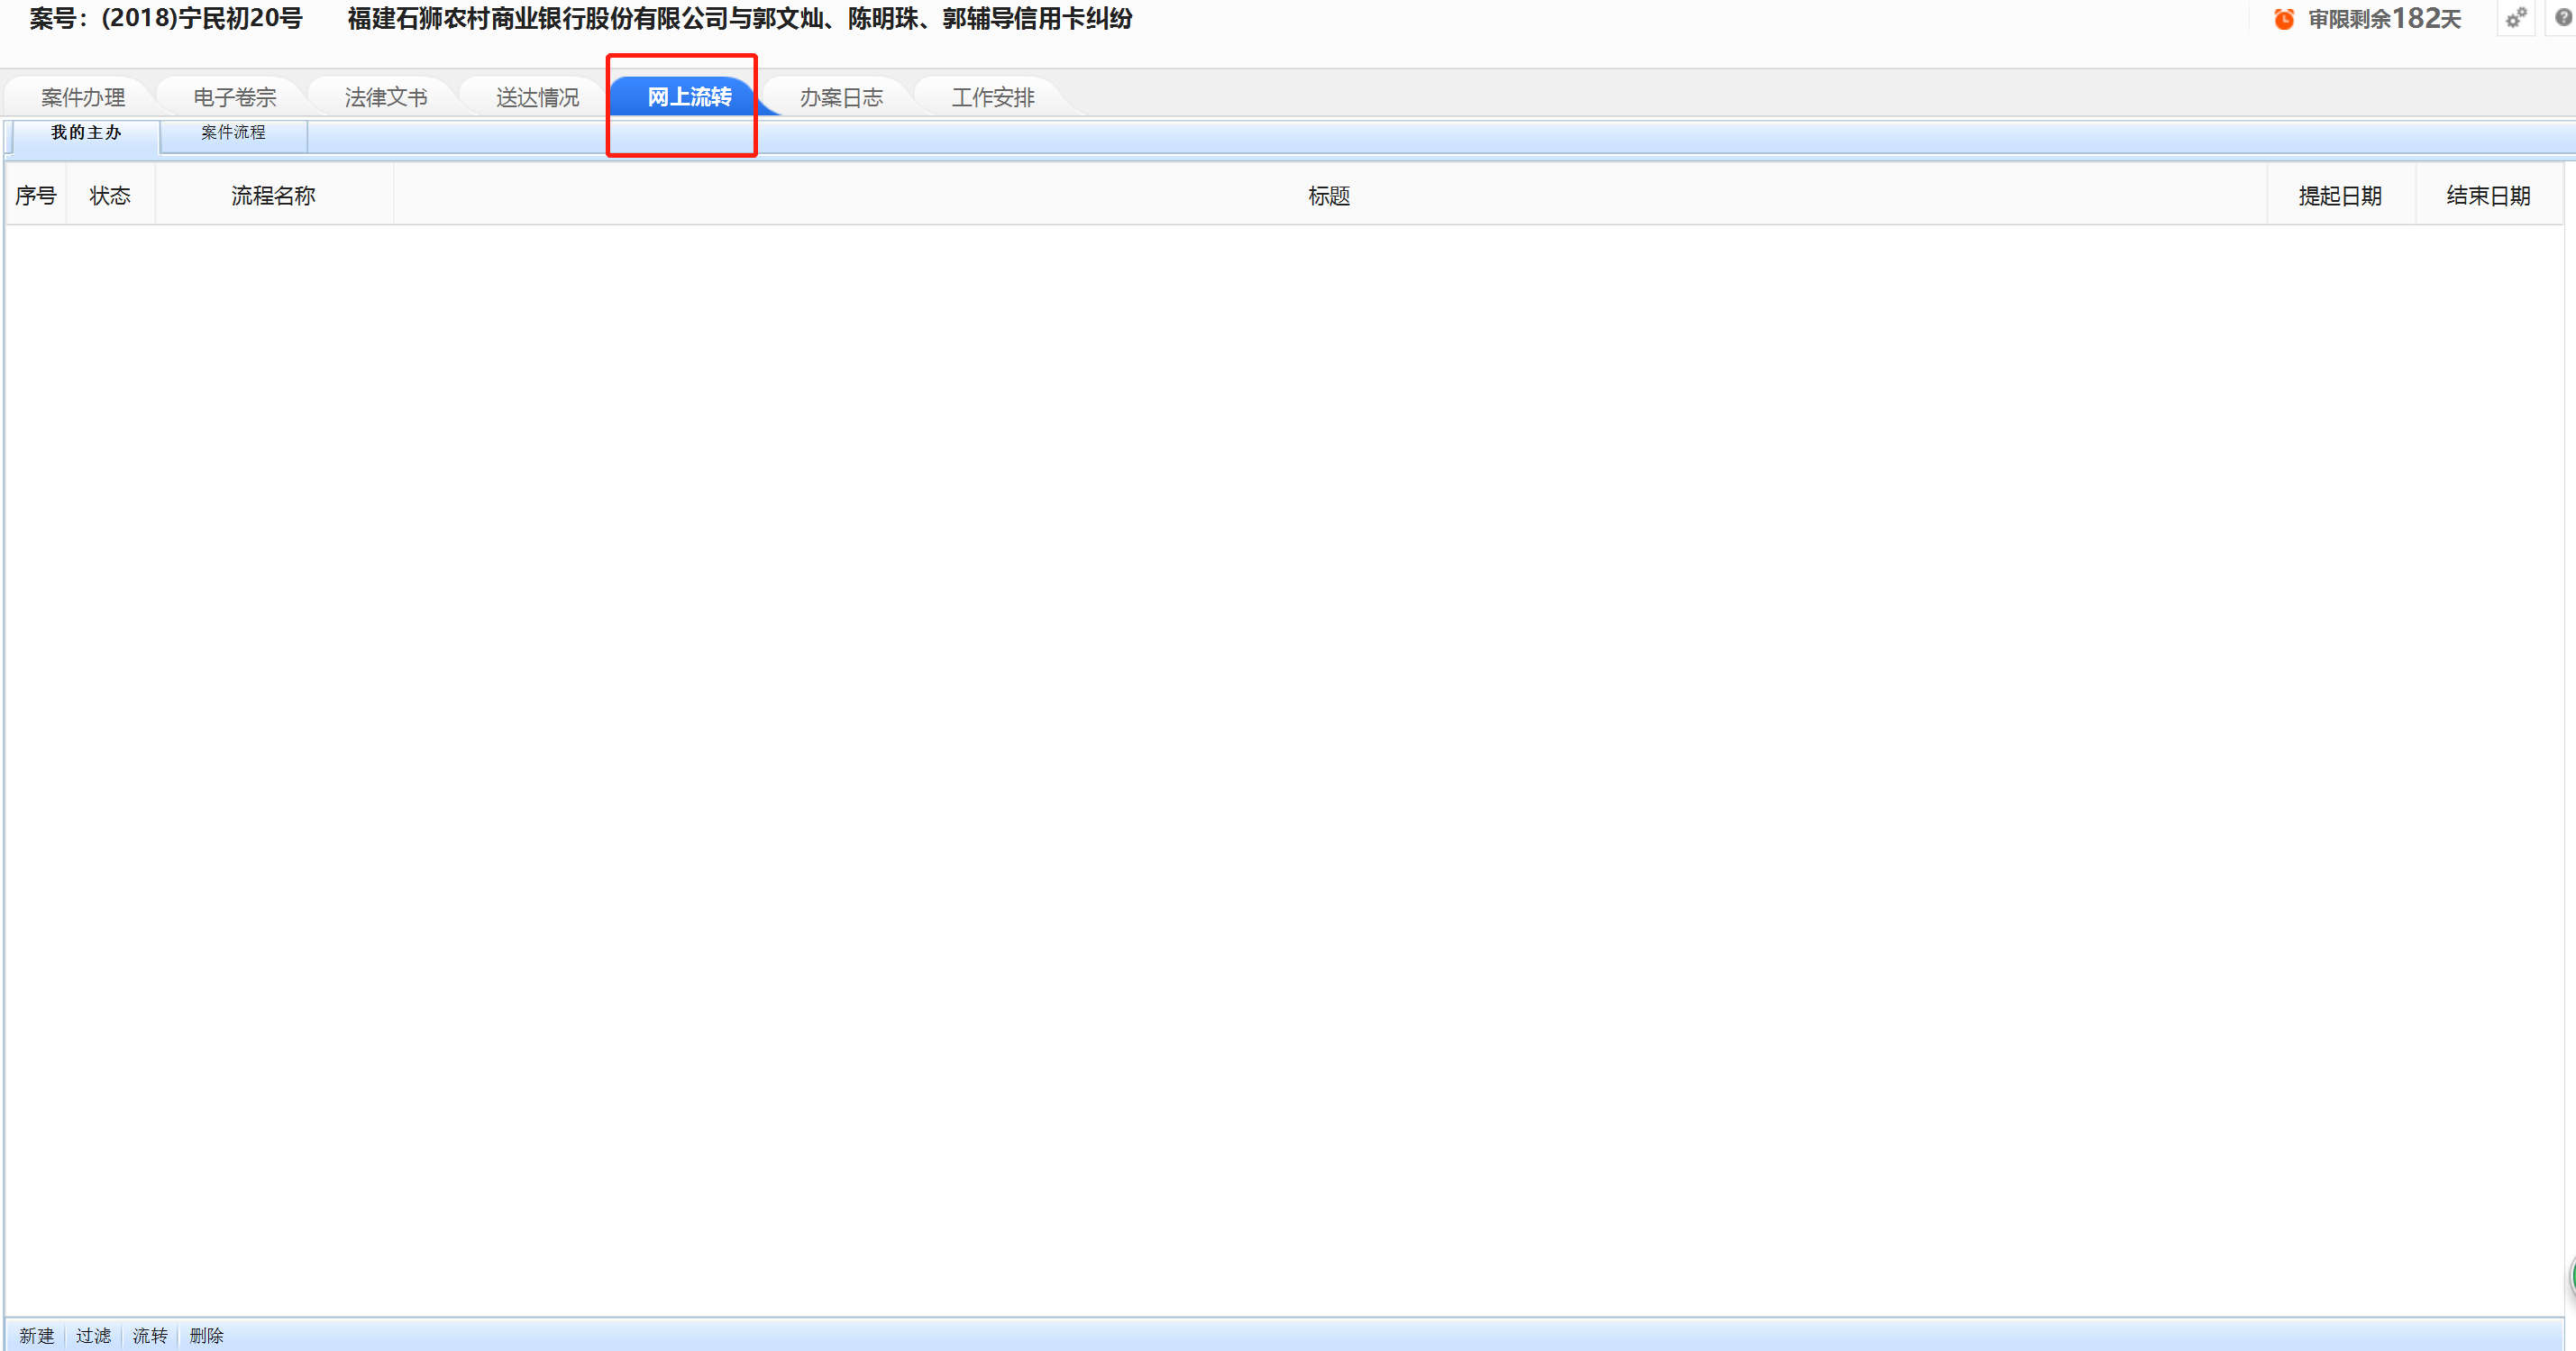 案号：(2018)宁民初20号 福建石狮农村商业银行股份有限公司与郭文灿、陈明珠、郭辅导信用卡纠纷 审限剩余182天
案件办理 电子卷宗 法律文书 送达情况 网上流转 办案日志 工作安排
我的主办 案件流程
序号 状态 流程名称 标题 提起日期 结束日期
新建 过滤 流转 删除